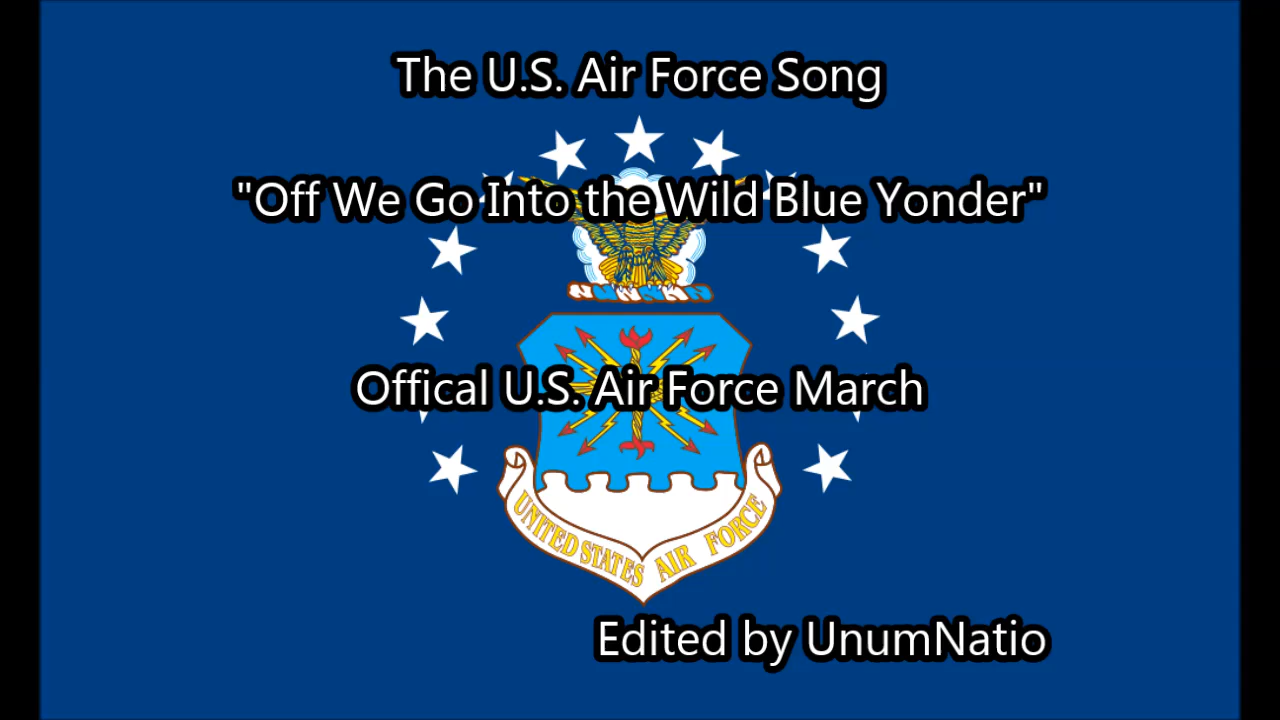 The U.S. Air Force Song
"Off We Go Into the Wild Blue Yonder"
Offical U.S. Air Force March
UNITED STATES AIR FORCE
Edited by UnumNatio